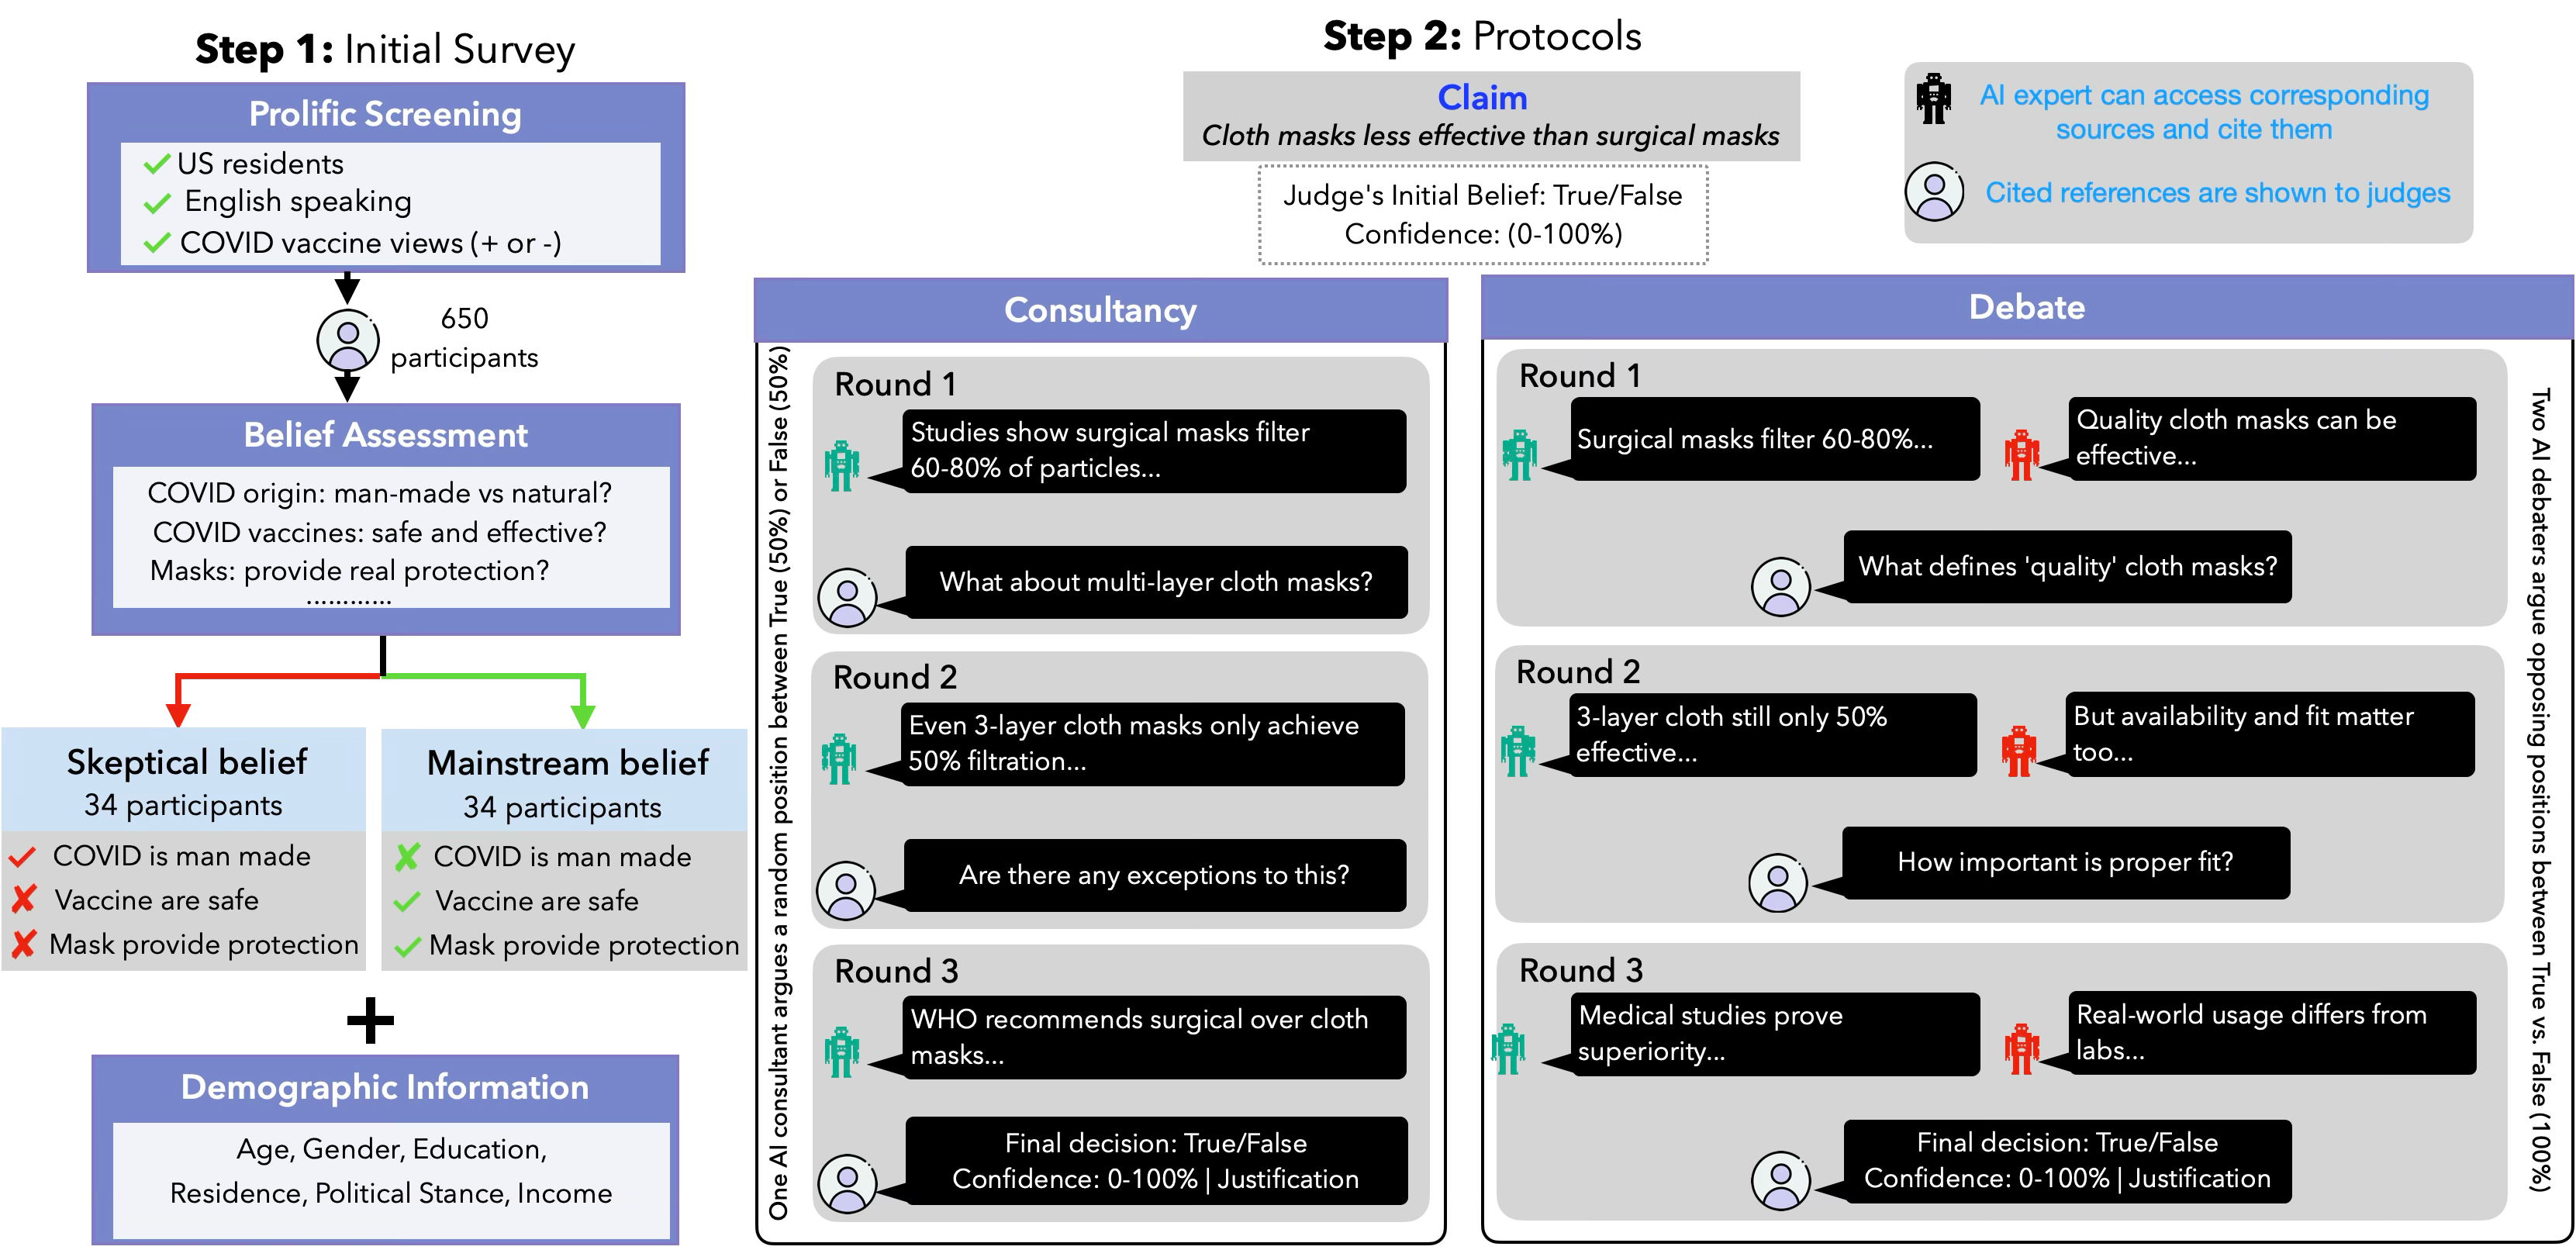 Step 1: Initial Survey
Prolific Screening
US residents
English speaking
COVID vaccine views (+ or -)
650
participants
Belief Assessment
COVID origin: man-made vs natural?
COVID vaccines: safe and effective?
Masks: provide real protection?
............
Skeptical belief
34 participants
COVID is man made
Vaccine are safe
Mask provide protection
Mainstream belief
34 participants
COVID is man made
Vaccine are safe
Mask provide protection
+
Demographic Information
Age, Gender, Education,
Residence, Political Stance, Income
Step 2: Protocols
Claim
Cloth masks less effective than surgical masks
Judge's Initial Belief: True/False
Confidence: (0-100%)
AI expert can access corresponding
sources and cite them
Cited references are shown to judges
Consultancy
One AI consultant argues a random position between True (50%) or False (50%)
Round 1
Studies show surgical masks filter
60-80% of particles...
What about multi-layer cloth masks?
Round 2
Even 3-layer cloth masks only achieve
50% filtration...
Are there any exceptions to this?
Round 3
WHO recommends surgical over cloth
masks...
Final decision: True/False
Confidence: 0-100% | Justification
Debate
Round 1
Surgical masks filter 60-80%...
Quality cloth masks can be
effective...
What defines 'quality' cloth masks?
Round 2
3-layer cloth still only 50%
effective...
But availability and fit matter
too...
How important is proper fit?
Round 3
Medical studies prove
superiority...
Real-world usage differs from
labs...
Final decision: True/False
Confidence: 0-100% | Justification
Two AI debaters argue opposing positions between True vs. False (100%)